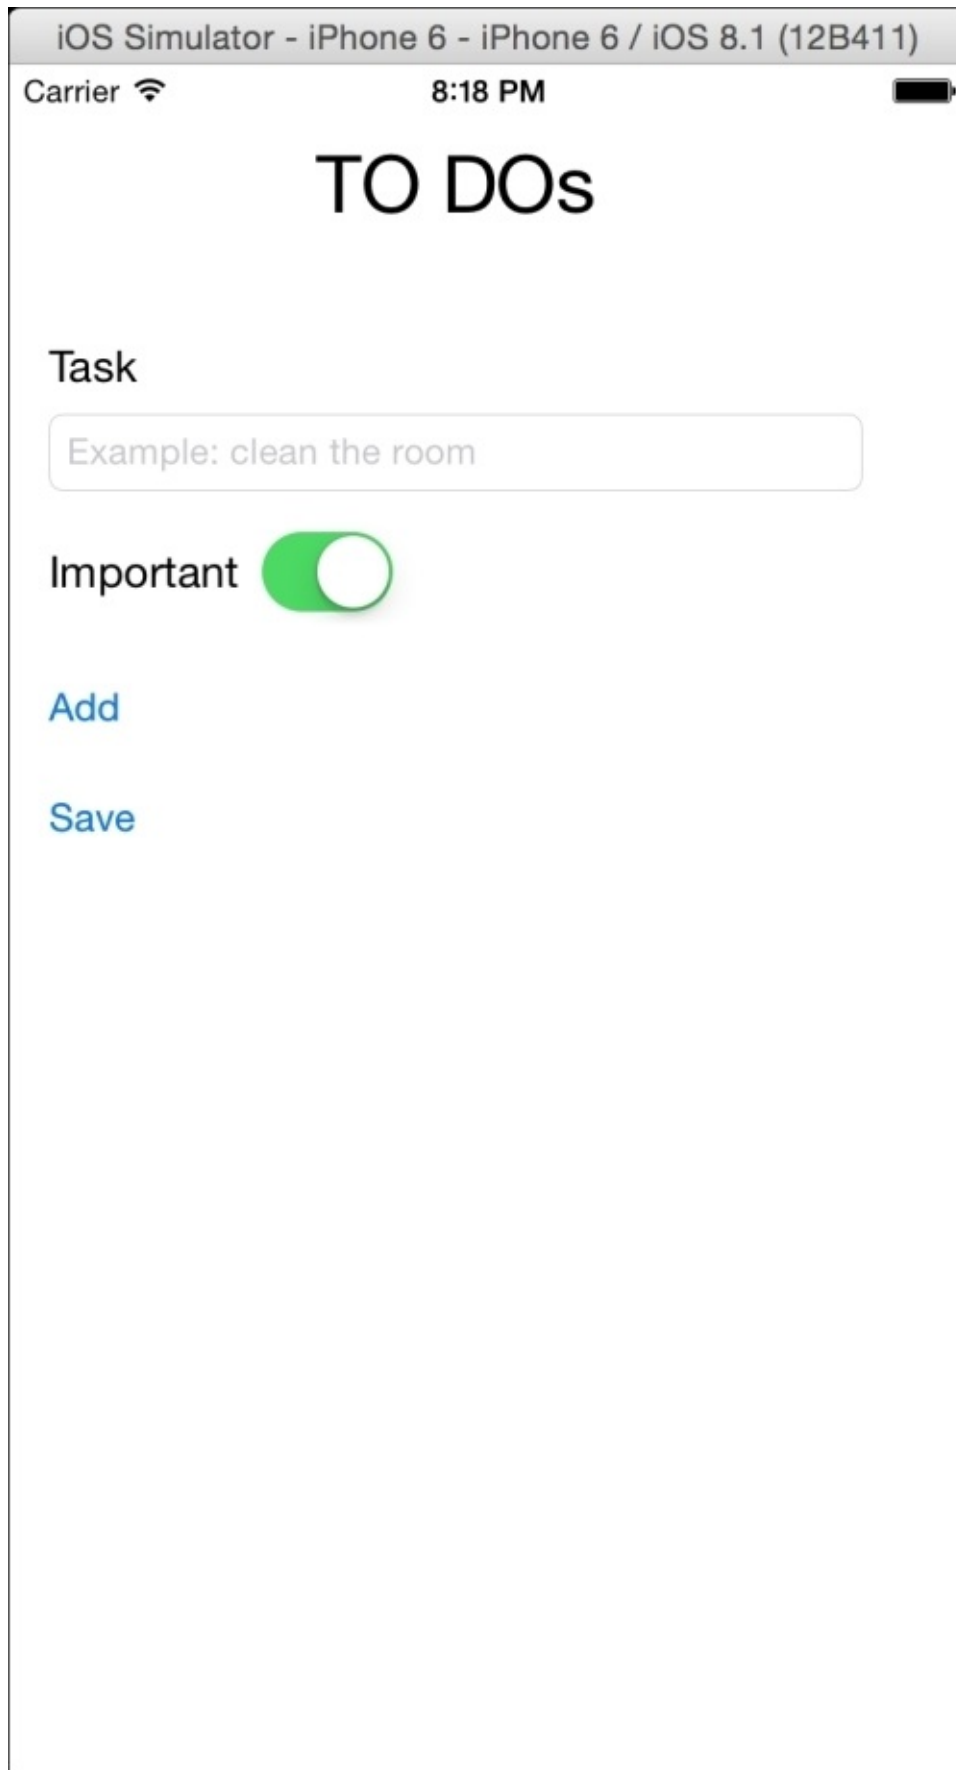 iOS Simulator - iPhone 6 - iPhone 6 / iOS 8.1 (12B411)
Carrier 8:18 PM
TO DOs
Task
Example: clean the room
Important
Add
Save